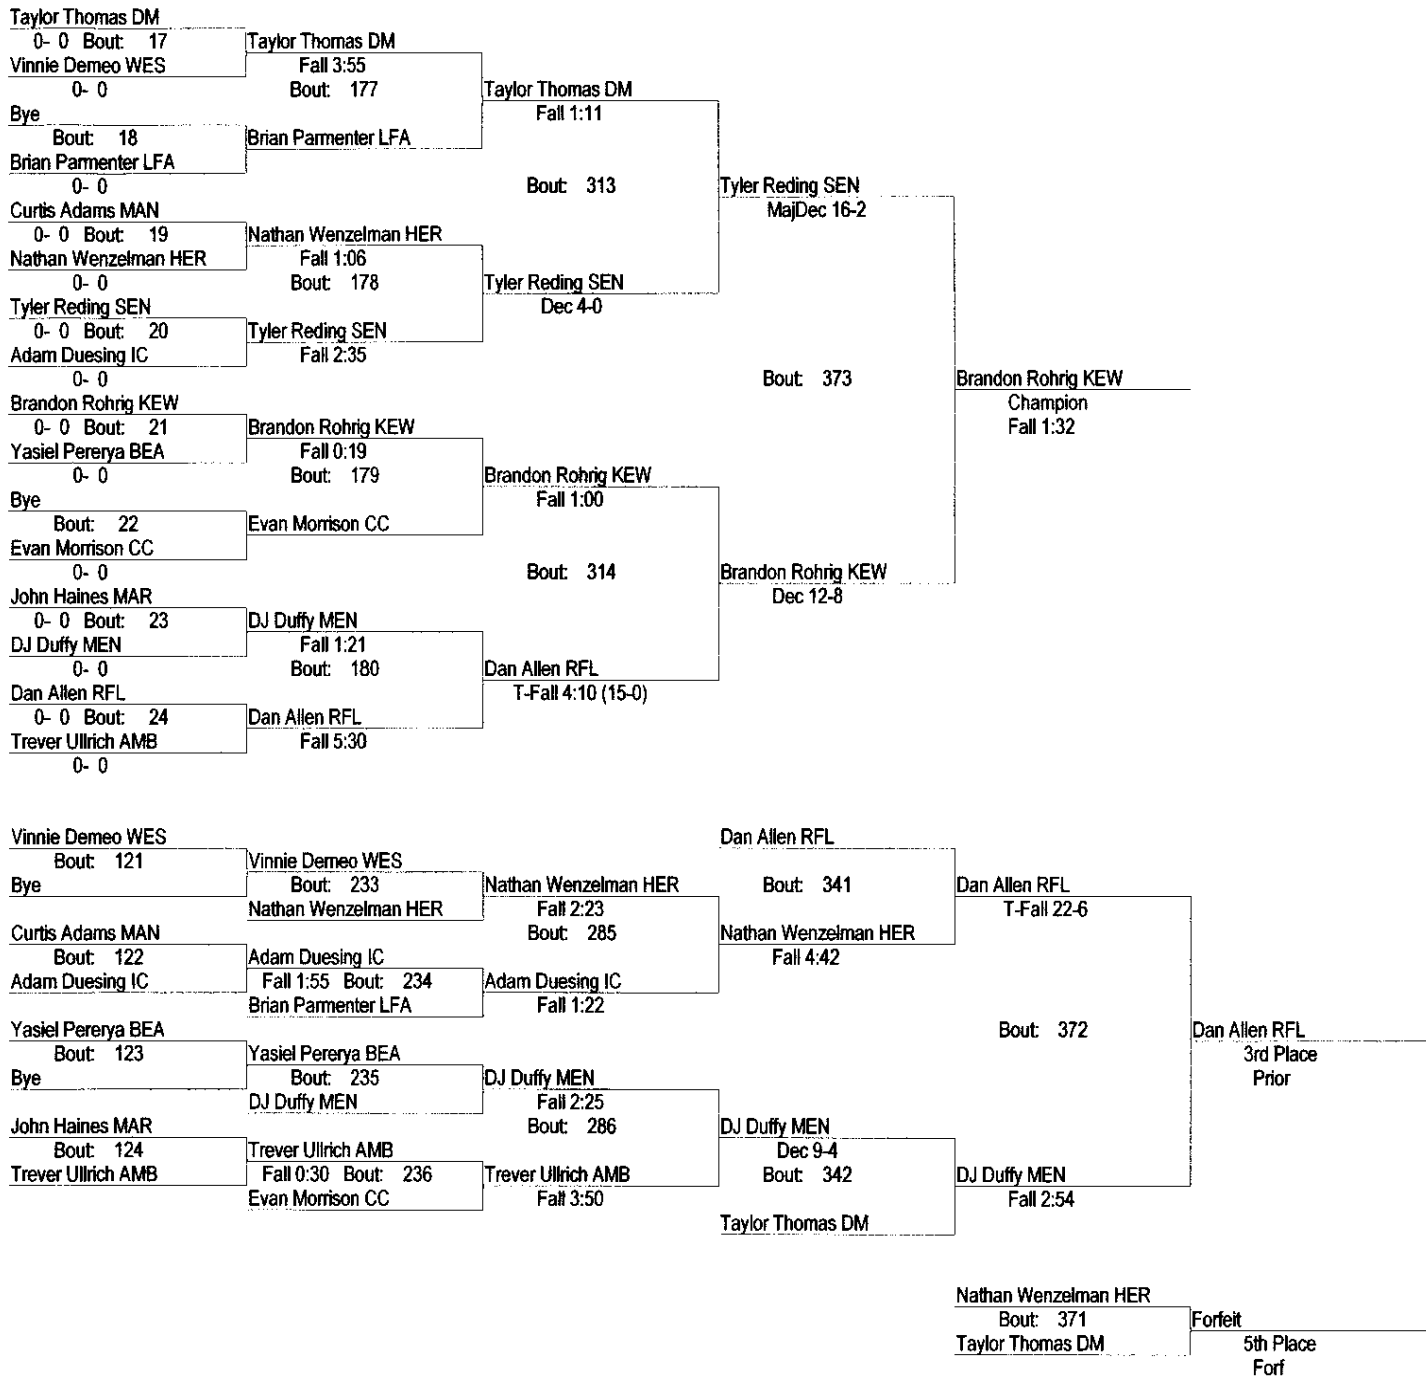 Taylor Thomas DM
0- 0 Bout: 17
Taylor Thomas DM
Vinnie Demeo WES
Fall 3:55
0- 0
Bout: 177
Taylor Thomas DM
Bye
Fall 1:11
Bout: 18
Brian Parmenter LFA
Brian Parmenter LFA
0- 0
Bout: 313
Tyler Reding SEN
Curtis Adams MAN
MajDec 16-2
0- 0 Bout: 19
Nathan Wenzelman HER
Nathan Wenzelman HER
Fall 1:06
0- 0
Bout: 178
Tyler Reding SEN
Tyler Reding SEN
Dec 4-0
0- 0 Bout: 20
Tyler Reding SEN
Adam Duesing IC
Fall 2:35
0- 0
Bout: 373
Brandon Rohrig KEW
Brandon Rohrig KEW
Champion
0- 0 Bout: 21
Brandon Rohrig KEW
Fall 1:32
Yasiel Pererya BEA
Fall 0:19
0- 0
Bout: 179
Brandon Rohrig KEW
Bye
Fall 1:00
Bout: 22
Evan Morrison CC
Evan Morrison CC
0- 0
Bout: 314
Brandon Rohrig KEW
John Haines MAR
Dec 12-8
0- 0 Bout: 23
DJ Duffy MEN
DJ Duffy MEN
Fall 1:21
0- 0
Bout: 180
Dan Allen RFL
Dan Allen RFL
T-Fall 4:10 (15-0)
0- 0 Bout: 24
Dan Allen RFL
Trever Ullrich AMB
Fall 5:30
0- 0
Vinnie Demeo WES
Dan Allen RFL
Bout: 121
Vinnie Demeo WES
Bye
Bout: 233
Nathan Wenzelman HER
Bout: 341
Dan Allen RFL
Nathan Wenzelman HER
Fall 2:23
T-Fall 22-6
Curtis Adams MAN
Bout: 285
Nathan Wenzelman HER
Bout: 122
Adam Duesing IC
Fall 4:42
Adam Duesing IC
Fall 1:55 Bout: 234
Adam Duesing IC
Brian Parmenter LFA
Fall 1:22
Yasiel Pererya BEA
Bout: 372
Dan Allen RFL
Bout: 123
Yasiel Pererya BEA
3rd Place
Bye
Bout: 235
DJ Duffy MEN
Prior
DJ Duffy MEN
Fall 2:25
John Haines MAR
Bout: 286
DJ Duffy MEN
Bout: 124
Trever Ullrich AMB
Dec 9-4
Trever Ullrich AMB
Fall 0:30 Bout: 236
Trever Ullrich AMB
Bout: 342
DJ Duffy MEN
Evan Morrison CC
Fall 3:50
Fall 2:54
Taylor Thomas DM
Nathan Wenzelman HER
Bout: 371
Forfeit
Taylor Thomas DM
5th Place
Forf